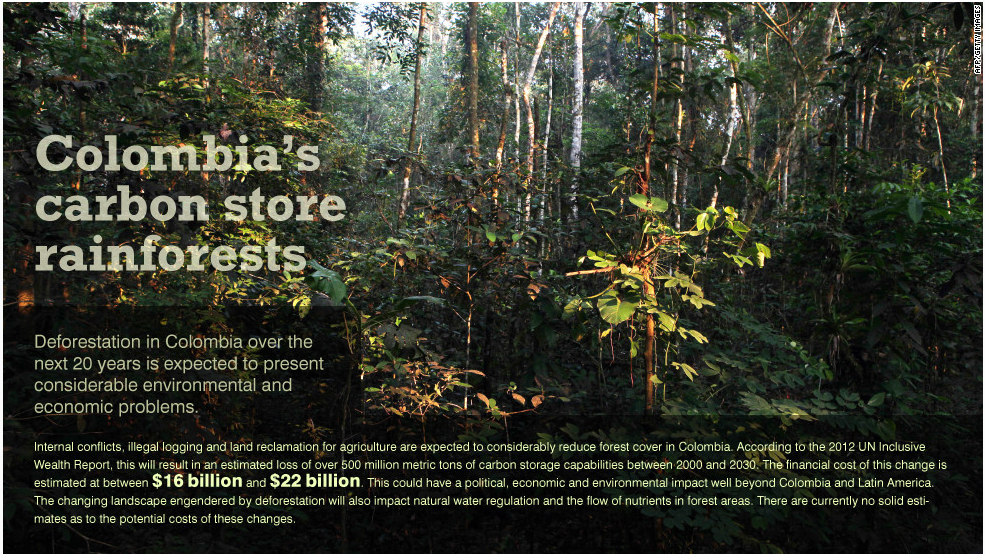 AFP/GETTY IMAGES
Colombia's
carbon store
rainforests
Deforestation in Colombia over the
next 20 years is expected to present
considerable environmental and
economic problems.
Internal conflicts, illegal logging and land reclamation for agriculture are expected to considerably reduce forest cover in Colombia. According to the 2012 UN Inclusive
Wealth Report, this will result in an estimated loss of over 500 million metric tons of carbon storage capabilities between 2000 and 2030. The financial cost of this change is
estimated at between $16 billion and $22 billion. This could have a political, economic and environmental impact well beyond Colombia and Latin America.
The changing landscape engendered by deforestation will also impact natural water regulation and the flow of nutrients in forest areas. There are currently no solid esti-
mates as to the potential costs of these changes.